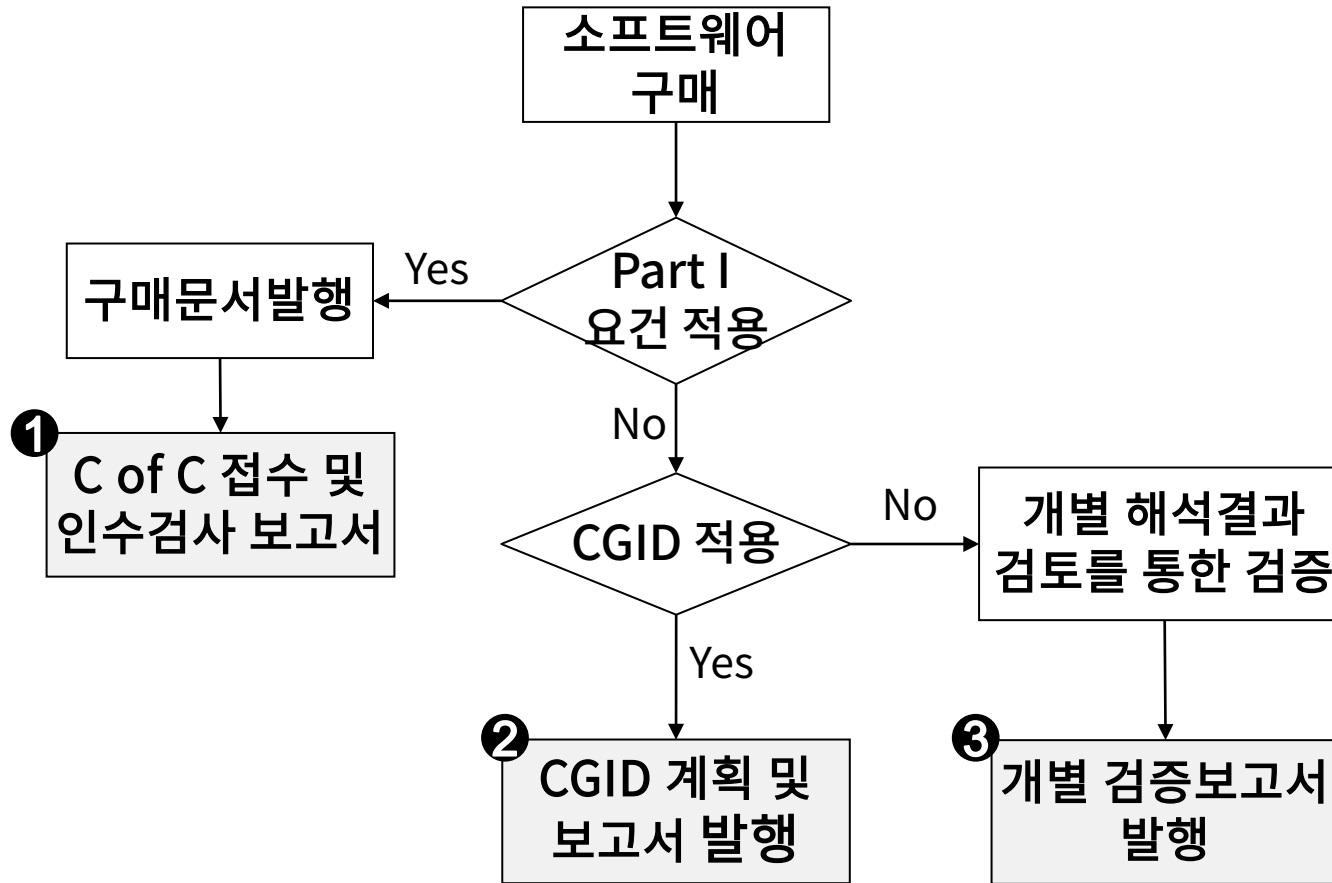 소프트웨어
구매
Part I
요건 적용
Yes
구매문서발행
1
C of C 접수 및
인수검사 보고서
No
CGID 적용
No
개별 해석결과
검토를 통한 검증
Yes
2
CGID 계획 및
보고서 발행
3
개별 검증보고서
발행